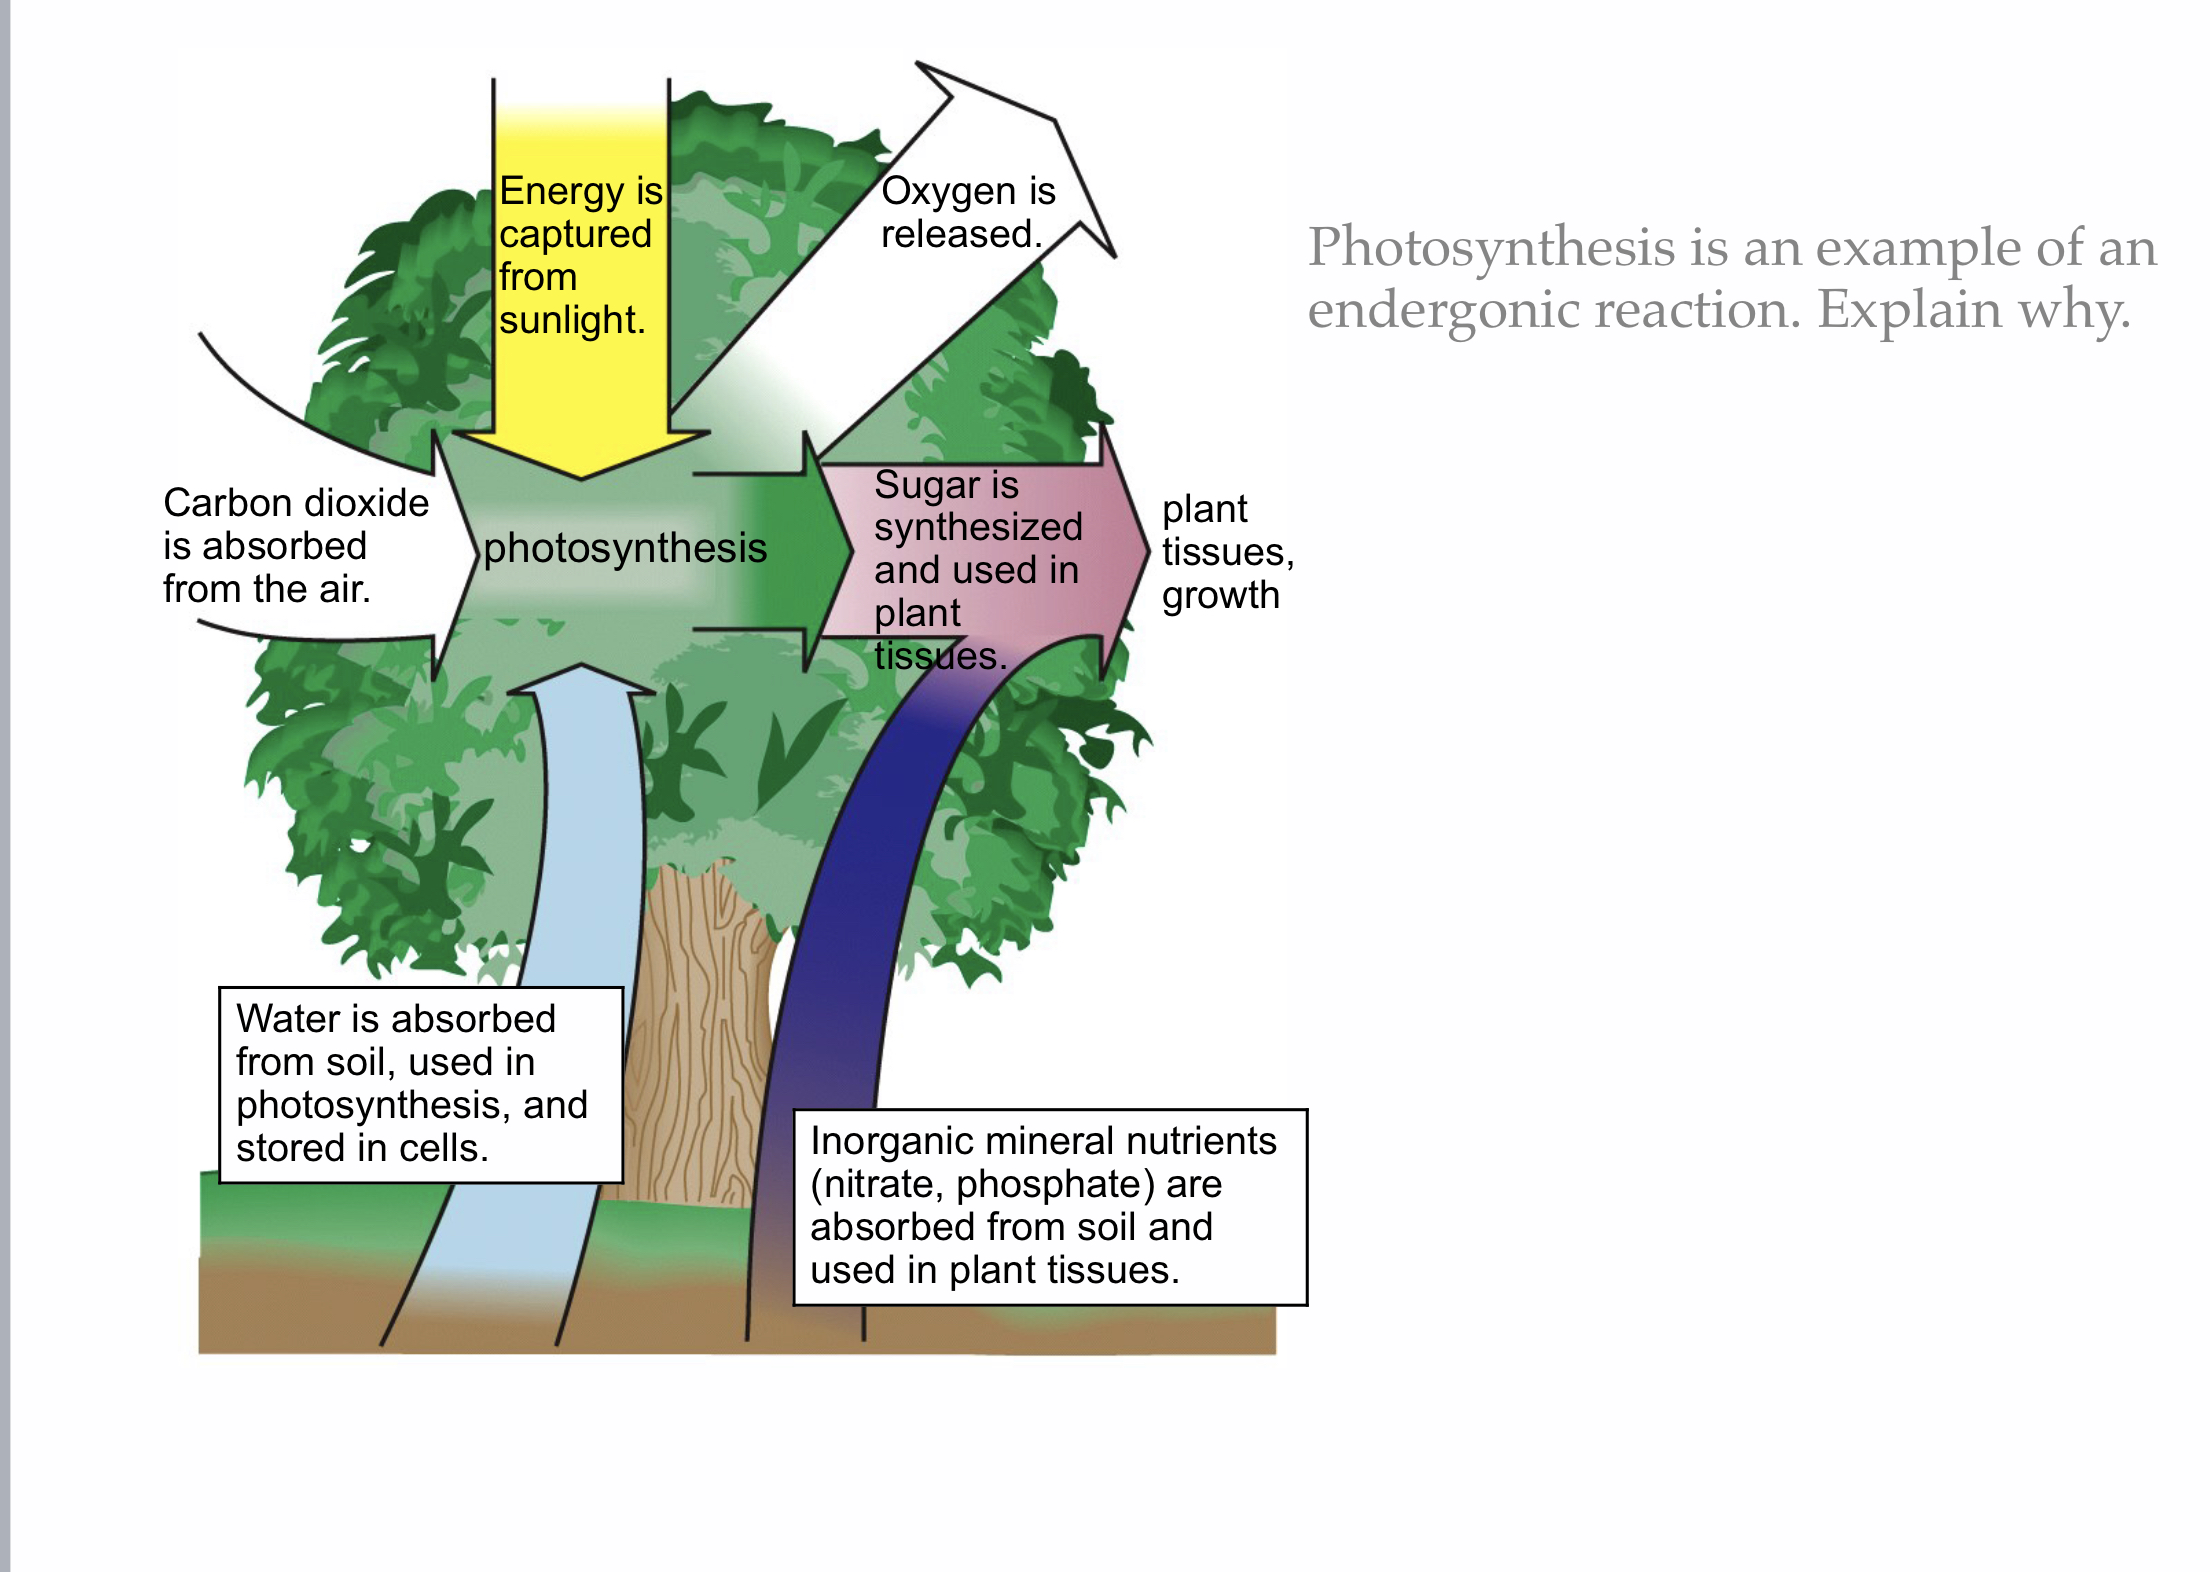 Energy is
captured
from
sunlight.
Oxygen is
released.
Photosynthesis is an example of an
endergonic reaction. Explain why.
Carbon dioxide
is absorbed
from the air.
photosynthesis
Sugar is
synthesized
and used in
plant
tissues.
plant
tissues,
growth
Water is absorbed
from soil, used in
photosynthesis, and
stored in cells.
Inorganic mineral nutrients
(nitrate, phosphate) are
absorbed from soil and
used in plant tissues.